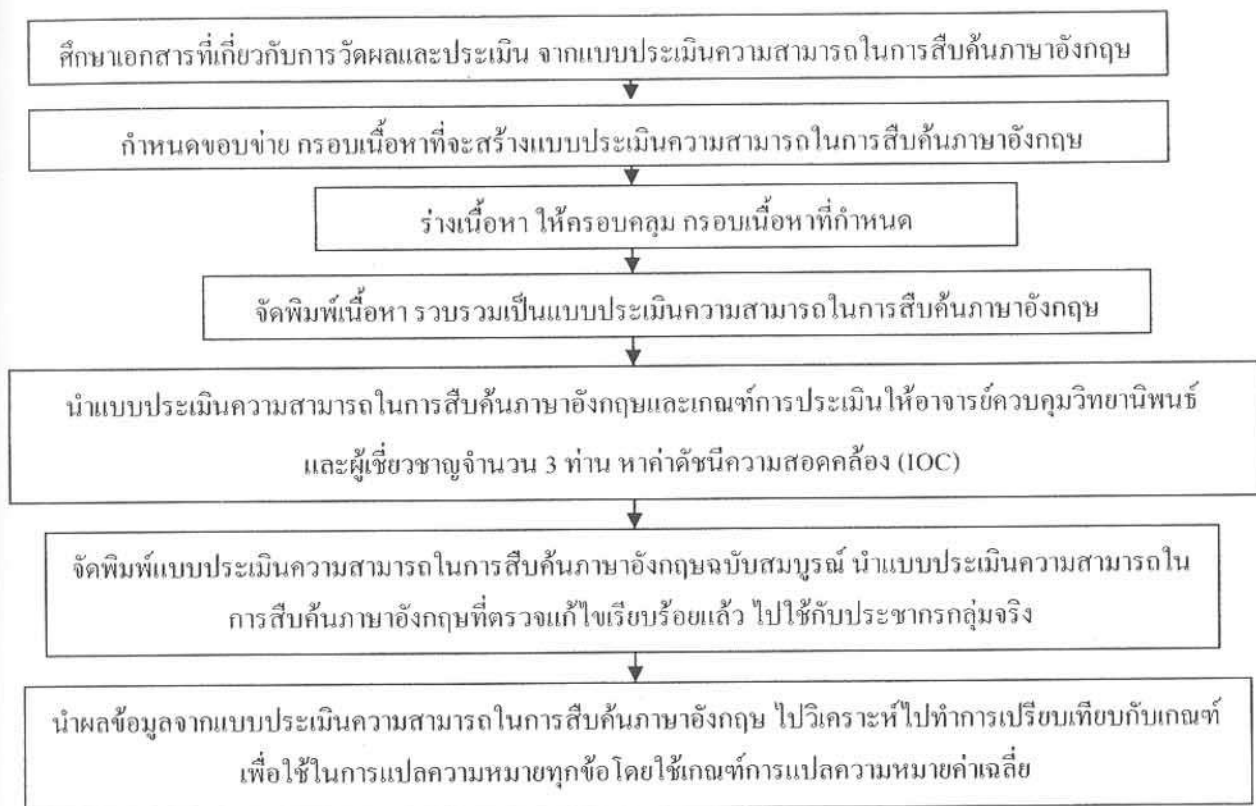 ศึกษาเอกสารที่เกี่ยวกับการวัดผลและประเมิน จากแบบประเมินความสามารถในการสืบค้นภาษาอังกฤษ
กำหนดขอบข่าย กรอบเนื้อหาที่จะสร้างแบบประเมินความสามารถในการสืบค้นภาษาอังกฤษ
ร่างเนื้อหา ให้ครอบคลุม กรอบเนื้อหาที่กำหนด
จัดพิมพ์เนื้อหา รวบรวมเป็นแบบประเมินความสามารถในการสืบค้นภาษาอังกฤษ
นำแบบประเมินความสามารถในการสืบค้นภาษาอังกฤษและเกณฑ์การประเมินให้อาจารย์ควบคุมวิทยานิพนธ์
และผู้เชี่ยวชาญจำนวน 3 ท่าน หาค่าดัชนีความสอดคล้อง (IOC)
จัดพิมพ์แบบประเมินความสามารถในการสืบค้นภาษาอังกฤษฉบับสมบูรณ์ นำแบบประเมินความสามารถใน
การสืบค้นภาษาอังกฤษที่ตรวจแก้ไขเรียบร้อยแล้ว ไปใช้กับประชากรกลุ่มจริง
นำผลข้อมูลจากแบบประเมินความสามารถในการสืบค้นภาษาอังกฤษ ไปวิเคราะห์ไปทำการเปรียบเทียบกับเกณฑ์
เพื่อใช้ในการแปลความหมายทุกข้อโดยใช้เกณฑ์การแปลความหมายค่าเฉลี่ย